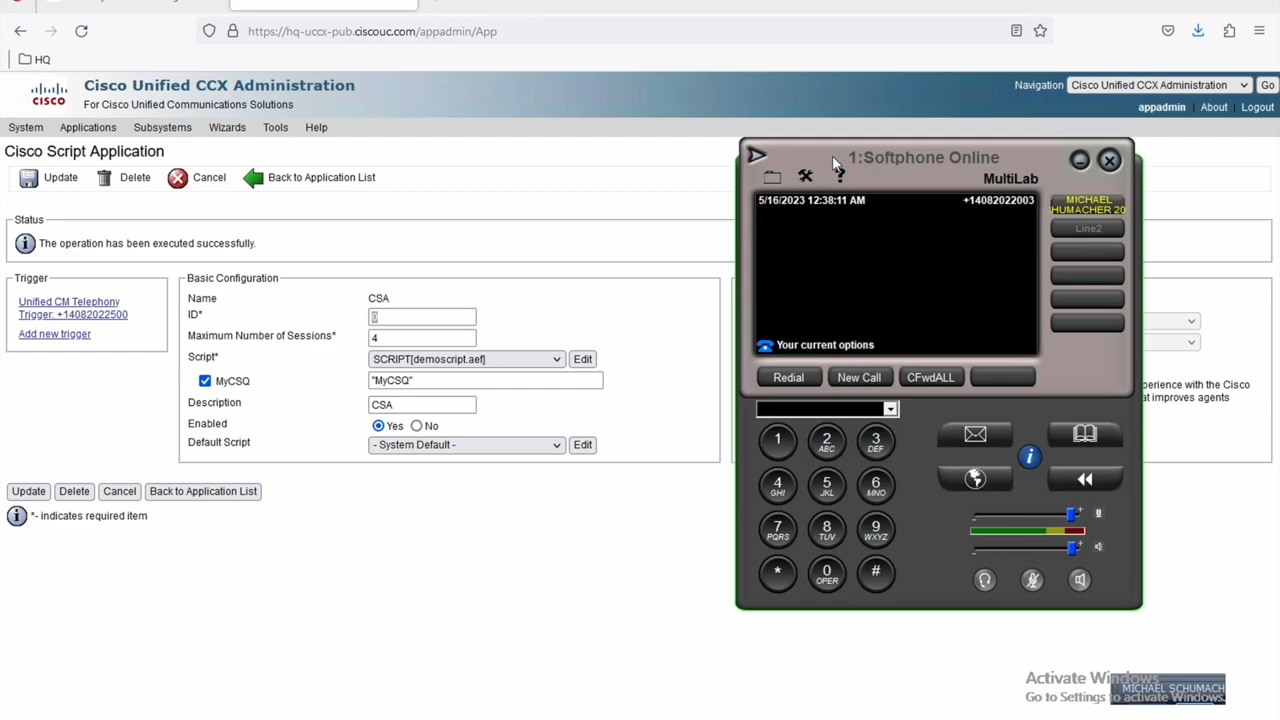 https://hq-uccx-pub.ciscouc.com/appadmin/App
HQ
Cisco Unified CCX Administration
For Cisco Unified Communications Solutions
CISCO
Navigation Cisco Unified CCX Administration Go
appadmin About Logout
System Applications Subsystems Wizards Tools Help
Cisco Script Application
Update Delete Cancel Back to Application List
Status
The operation has been executed successfully.
Trigger
Unified CM Telephony
Trigger: +14082022500
Add new trigger
Basic Configuration
Name CSA
ID*
Maximum Number of Sessions* 4
Script* SCRIPT[demoscript.aef] Edit
MyCSQ "MyCSQ"
Description CSA
Enabled Yes No
Default Script - System Default - Edit
perience with the Cisco
t improves agents
Update Delete Cancel Back to Application List
*- indicates required item
1:Softphone Online
MultiLab
5/16/2023 12:38:11 AM +14082022003
MICHAEL
HUMACHER 20
Line2
Your current options
Redial New Call CFwdALL
1 2 ABC 3 DEF
4 GHI 5 JKL 6 MNO
7 PQRS 8 TUV 9 WXYZ
* 0 OPER #
Activate Windows
Go to Settings to activate Windows.
MICHAEL SCHUMACH